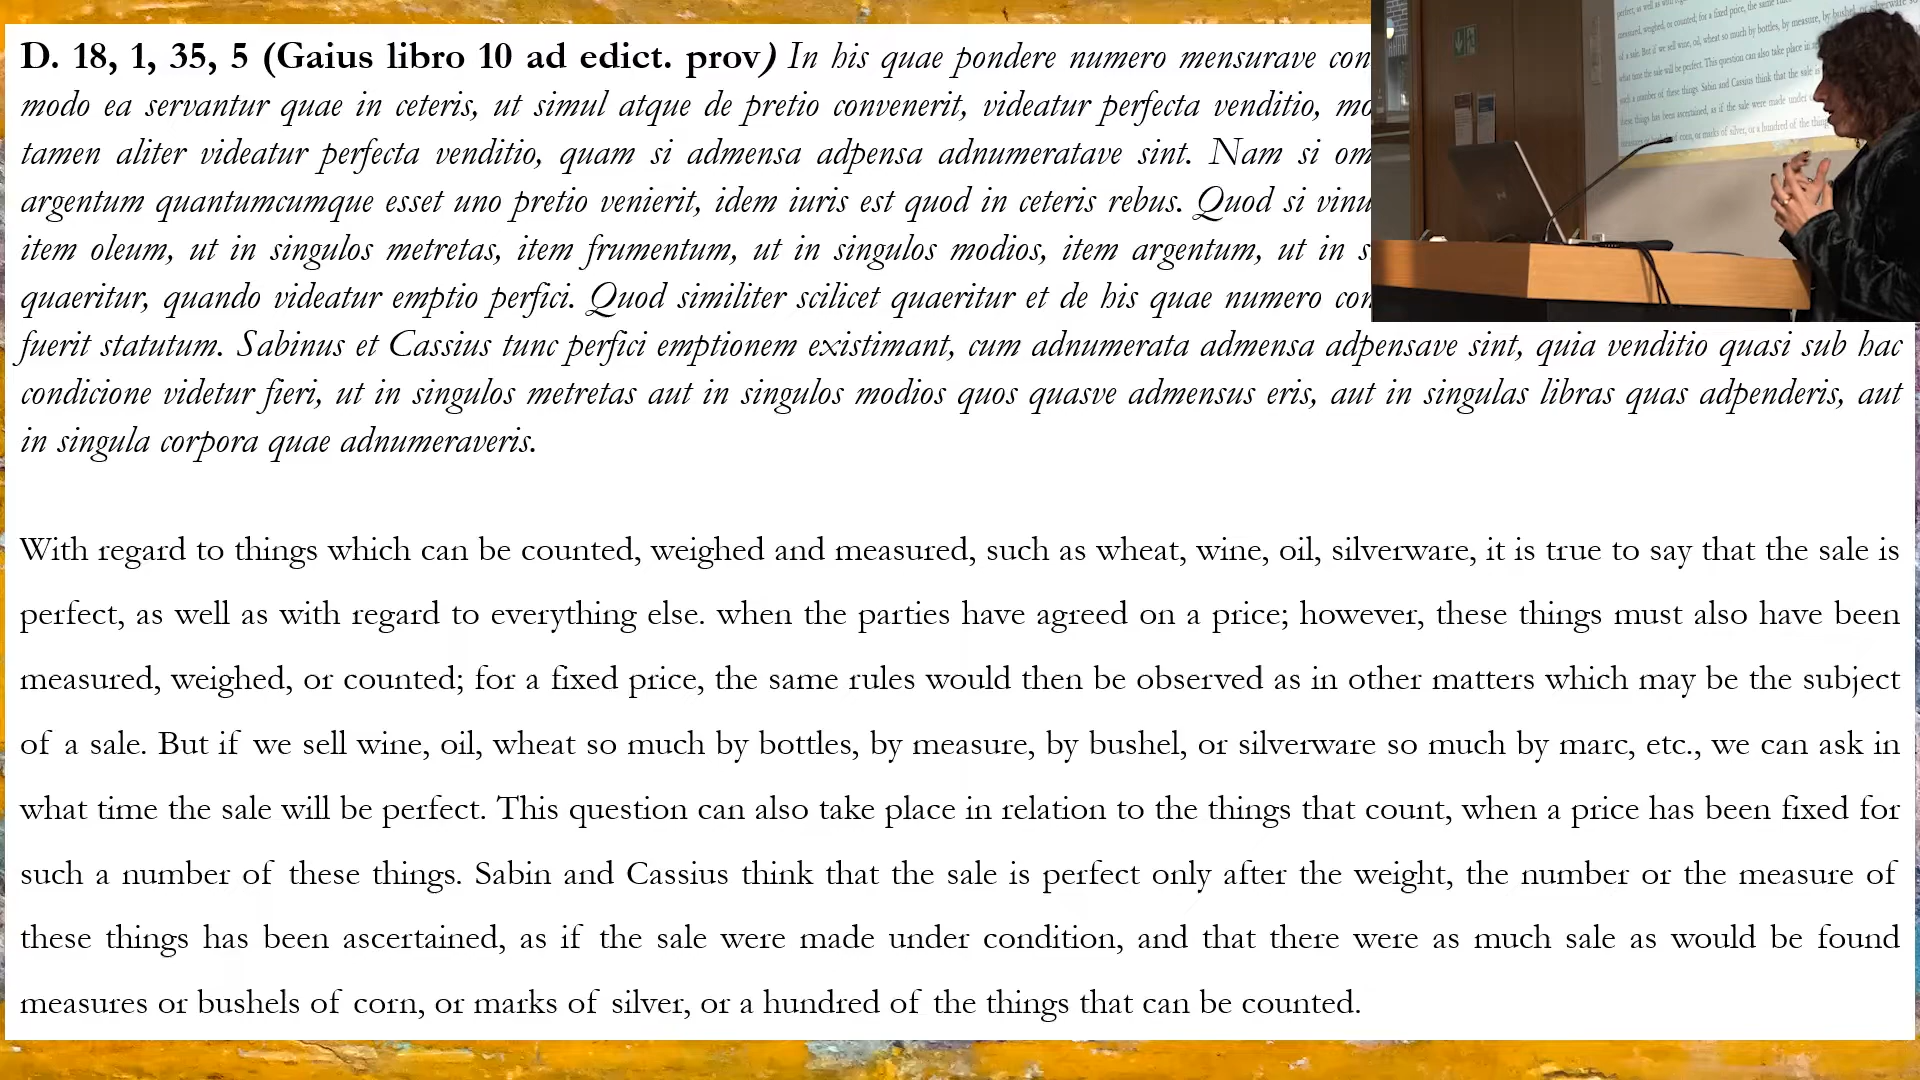 D. 18, 1, 35, 5 (Gaius libro 10 ad edict. prov) In his quae pondere numero mensurave con
modo ea servantur quae in ceteris, ut simul atque de pretio convenerit, videatur perfecta venditio, mo
tamen aliter videatur perfecta venditio, quam si admensa adpensa adnumeratave sint. Nam si om
argentum quantumcumque esset uno pretio venierit, idem iuris est quod in ceteris rebus. Quod si vinu
item oleum, ut in singulos metretas, item frumentum, ut in singulos modios, item argentum, ut in s
quaeritur, quando videatur emptio perfici. Quod similiter scilicet quaeritur et de his quae numero con
fuerit statutum. Sabinus et Cassius tunc perfici emptionem existimant, cum adnumerata admensa adpensave sint, quia venditio quasi sub hac
condicione videtur fieri, ut in singulos metretas aut in singulos modios quos quasve admensus eris, aut in singulas libras quas adpenderis, aut
in singula corpora quae adnumeraveris.
With regard to things which can be counted, weighed and measured, such as wheat, wine, oil, silverware, it is true to say that the sale is
perfect, as well as with regard to everything else. when the parties have agreed on a price; however, these things must also have been
measured, weighed, or counted; for a fixed price, the same rules would then be observed as in other matters which may be the subject
of a sale. But if we sell wine, oil, wheat so much by bottles, by measure, by bushel, or silverware so much by marc, etc., we can ask in
what time the sale will be perfect. This question can also take place in relation to the things that count, when a price has been fixed for
such a number of these things. Sabin and Cassius think that the sale is perfect only after the weight, the number or the measure of
these things has been ascertained, as if the sale were made under condition, and that there were as much sale as would be found
measures or bushels of corn, or marks of silver, or a hundred of the things that can be counted.